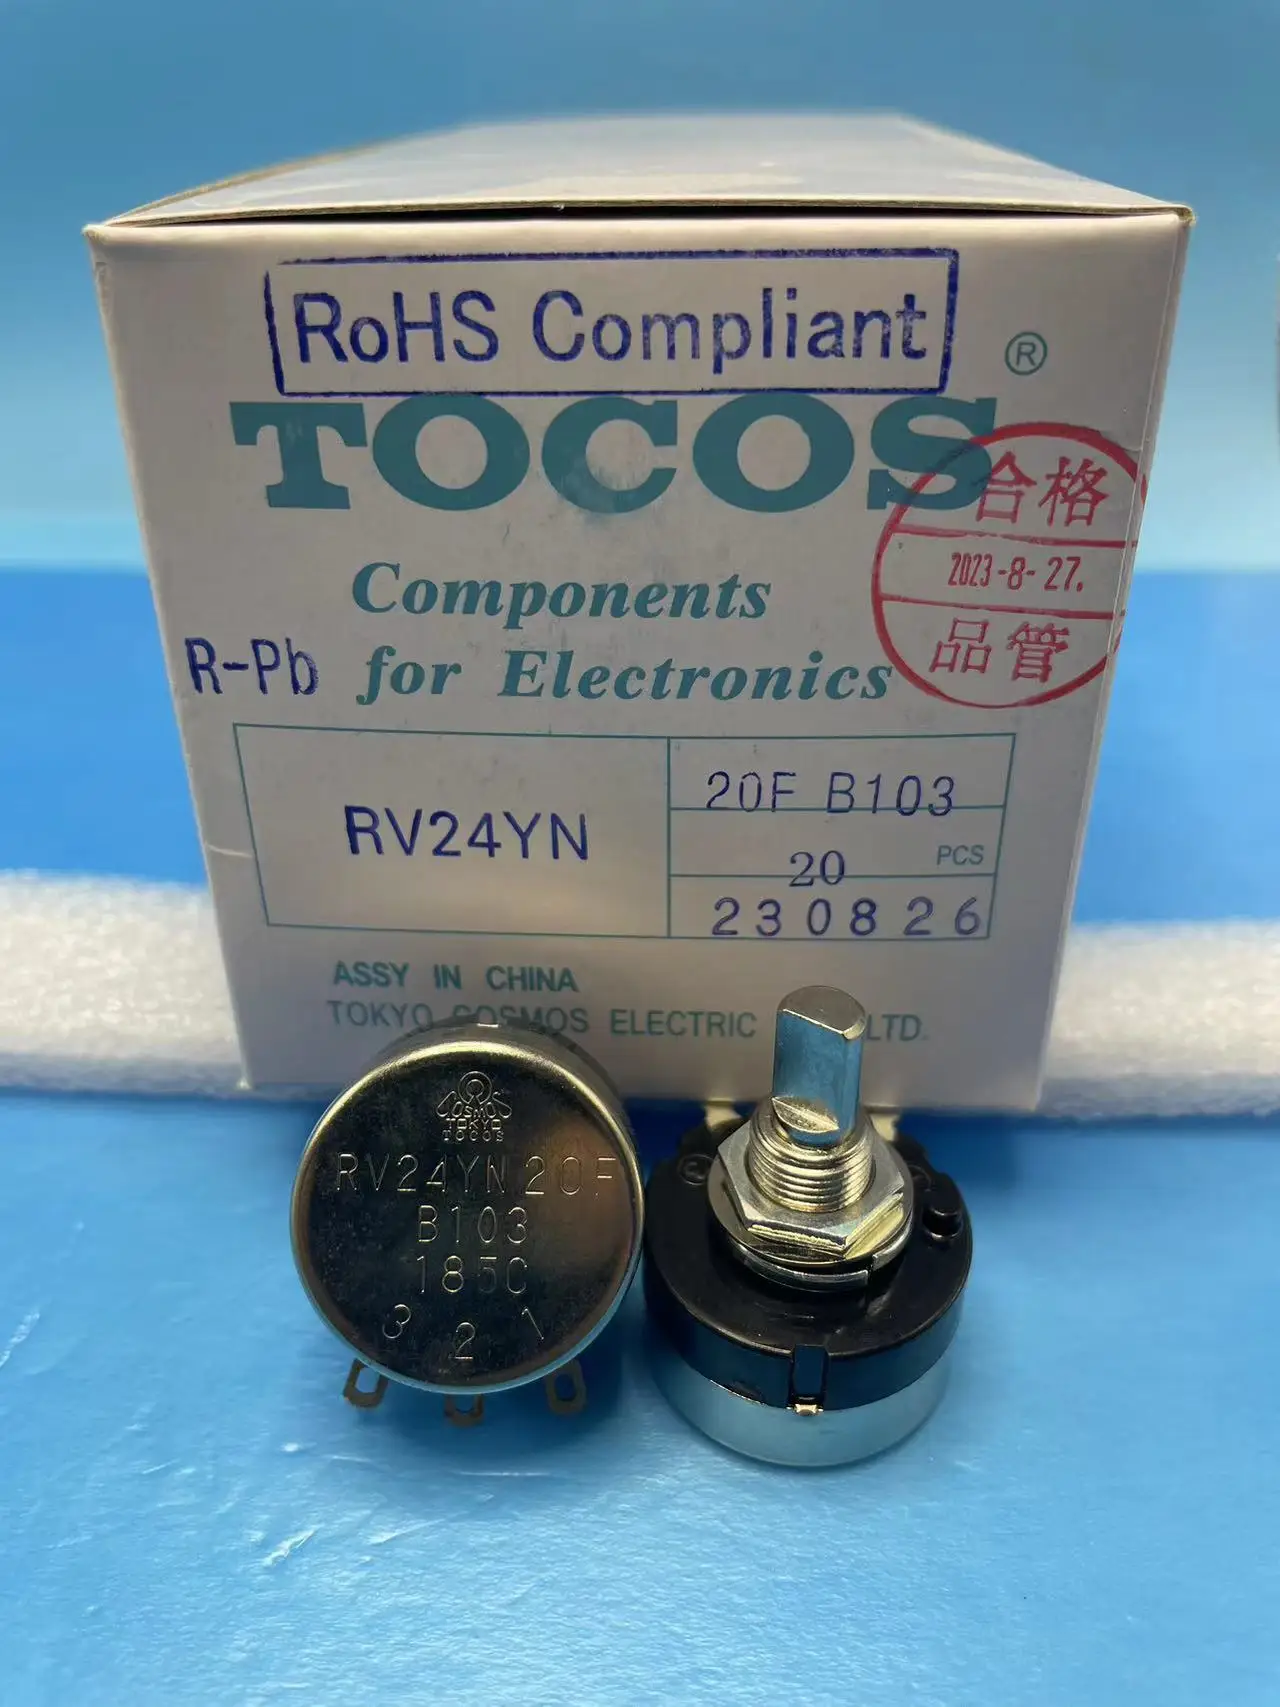 RoHS Compliant
TOCOS ®
合格
2023-8-27.
品管
Components
for Electronics
R-Pb
RV24YN
20F B103
20 PCS
230826
ASSY IN CHINA
TOKYO COSMOS ELECTRIC LTD.
COSMOS
TOKYO
TOCOS
RV24YN 20F
B103
185C
3 2 1